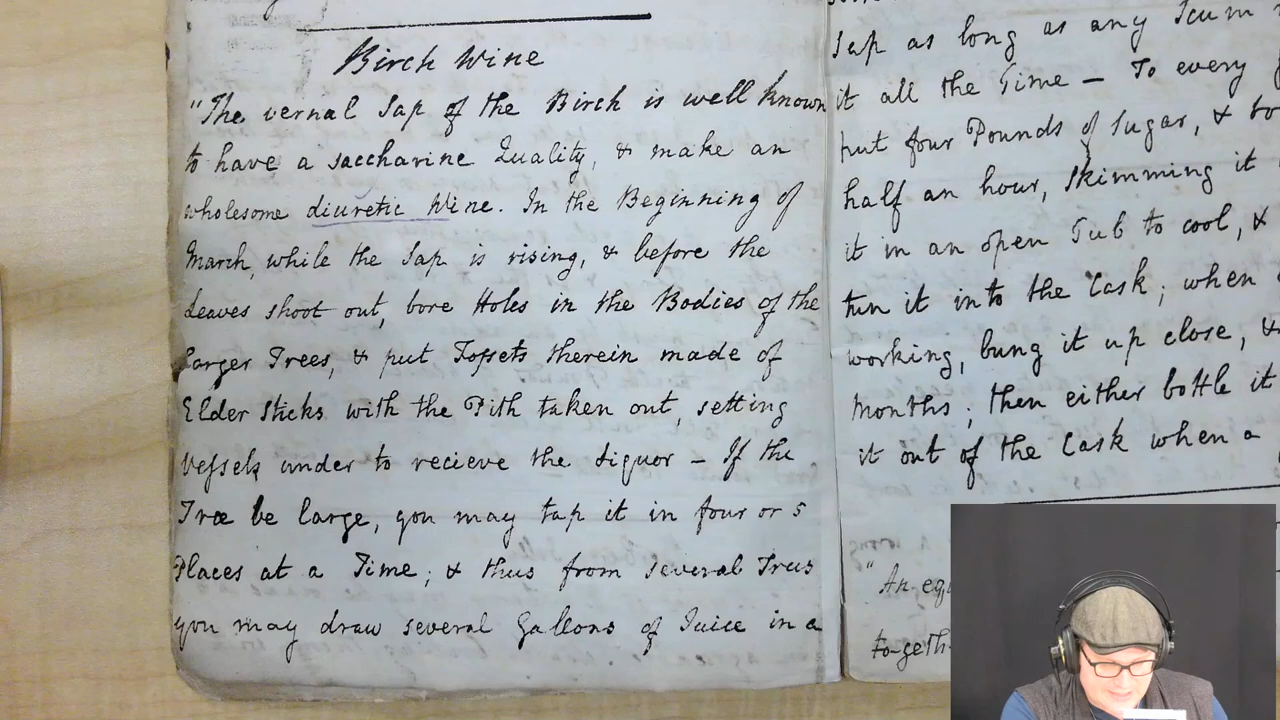 Birch Wine
"The vernal Sap of the Birch is well known
to have a saccharine Quality, & make an
wholesome diuretic Wine. In the Beginning of
March, while the Sap is rising, & before the
Leaves shoot out, bore Holes in the Bodies of the
larger Trees, & put Fossets therein made of
Elder Sticks with the Pith taken out, setting
Vessels under to recieve the Liquor – If the
Tree be large, you may tap it in four or 5
Places at a Time; & thus from several Trees
you may draw several Gallons of Juice in a
Sap as long as any Scum
it all the Time – To every
put four Pounds of Sugar, & bo
half an hour, skimming it
it in an open Tub to cool, &
tun it into the Cask; when
working, bung it up close, &
Months; then either bottle it
it out of the Cask when a
"An equ
to-geth